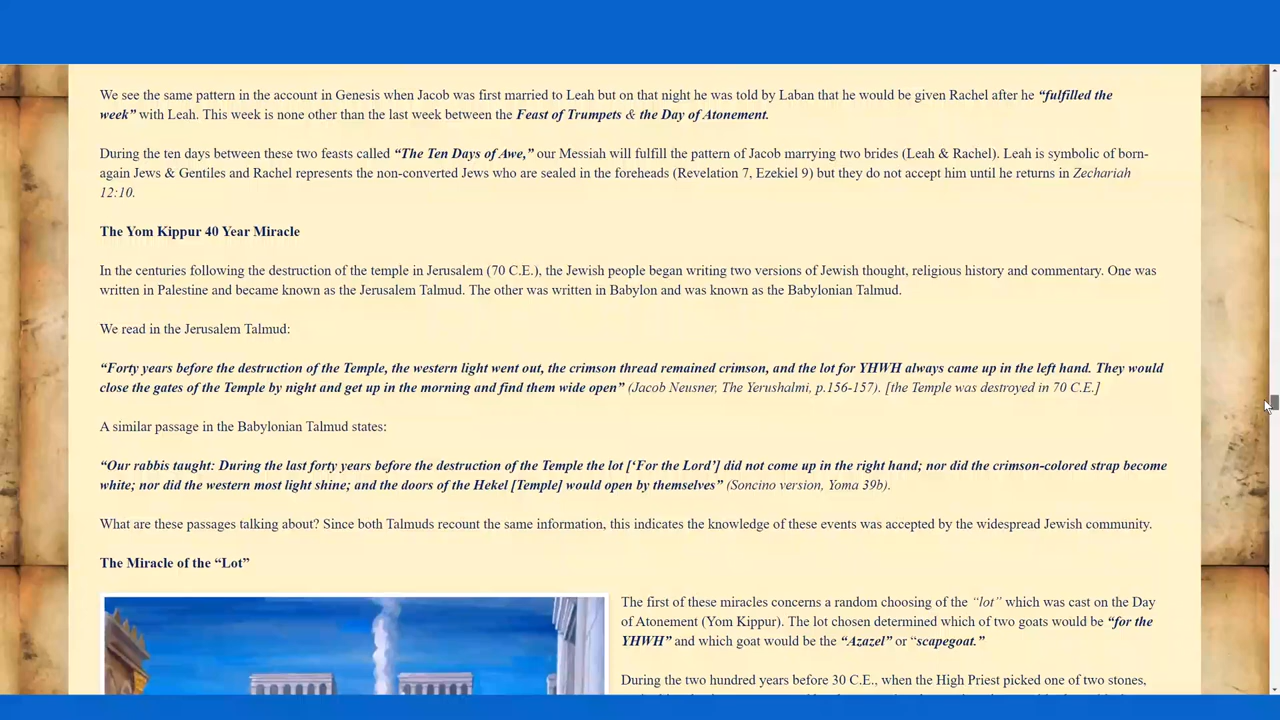 We see the same pattern in the account in Genesis when Jacob was first married to Leah but on that night he was told by Laban that he would be given Rachel after he “fulfilled the
week” with Leah. This week is none other than the last week between the Feast of Trumpets & the Day of Atonement.
During the ten days between these two feasts called “The Ten Days of Awe,” our Messiah will fulfill the pattern of Jacob marrying two brides (Leah & Rachel). Leah is symbolic of born-
again Jews & Gentiles and Rachel represents the non-converted Jews who are sealed in the foreheads (Revelation 7, Ezekiel 9) but they do not accept him until he returns in Zechariah
12:10.
The Yom Kippur 40 Year Miracle
In the centuries following the destruction of the temple in Jerusalem (70 C.E.), the Jewish people began writing two versions of Jewish thought, religious history and commentary. One was
written in Palestine and became known as the Jerusalem Talmud. The other was written in Babylon and was known as the Babylonian Talmud.
We read in the Jerusalem Talmud:
“Forty years before the destruction of the Temple, the western light went out, the crimson thread remained crimson, and the lot for YHWH always came up in the left hand. They would
close the gates of the Temple by night and get up in the morning and find them wide open” (Jacob Neusner, The Yerushalmi, p.156-157). [the Temple was destroyed in 70 C.E.]
A similar passage in the Babylonian Talmud states:
“Our rabbis taught: During the last forty years before the destruction of the Temple the lot [‘For the Lord’] did not come up in the right hand; nor did the crimson-colored strap become
white; nor did the western most light shine; and the doors of the Hekel [Temple] would open by themselves” (Soncino version, Yoma 39b).
What are these passages talking about? Since both Talmuds recount the same information, this indicates the knowledge of these events was accepted by the widespread Jewish community.
The Miracle of the “Lot”
The first of these miracles concerns a random choosing of the “lot” which was cast on the Day
of Atonement (Yom Kippur). The lot chosen determined which of two goats would be “for the
YHWH” and which goat would be the “Azazel” or “scapegoat.”
During the two hundred years before 30 C.E., when the High Priest picked one of two stones,